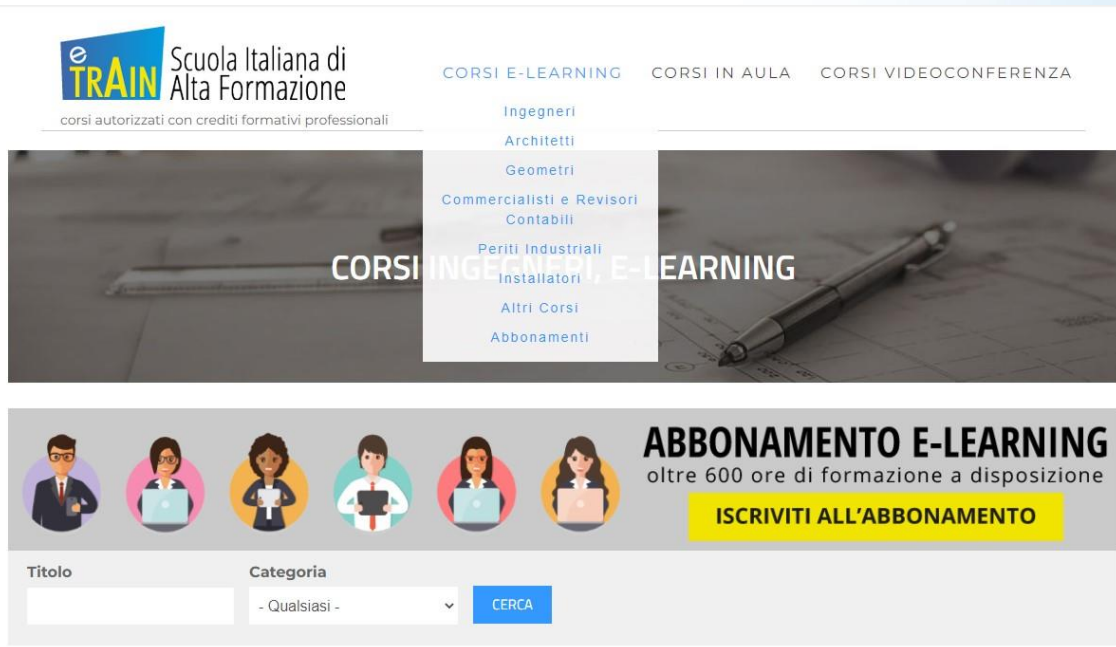 e
TRAIN
Scuola Italiana di
Alta Formazione
corsi autorizzati con crediti formativi professionali
CORSI E-LEARNING
CORSI IN AULA
CORSI VIDEOCONFERENZA
Ingegneri
Architetti
Geometri
Commercialisti e Revisori
Contabili
Periti Industriali
Installatori
Altri Corsi
Abbonamenti
CORSI INGEGNERI, E-LEARNING
ABBONAMENTO E-LEARNING
oltre 600 ore di formazione a disposizione
ISCRIVITI ALL'ABBONAMENTO
Titolo
Categoria
- Qualsiasi -
CERCA